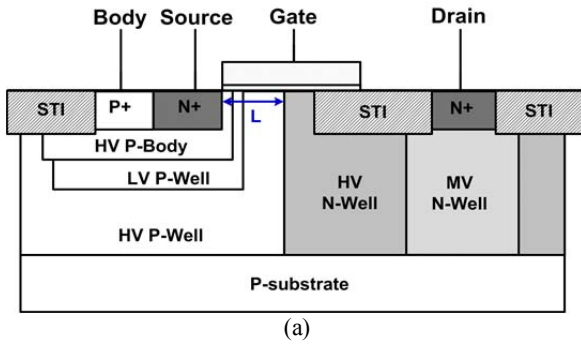 Body Source Gate Drain
STI P+ N+ L STI N+ STI
HV P-Body
LV P-Well
HV P-Well
HV
N-Well
MV
N-Well
P-substrate
(a)